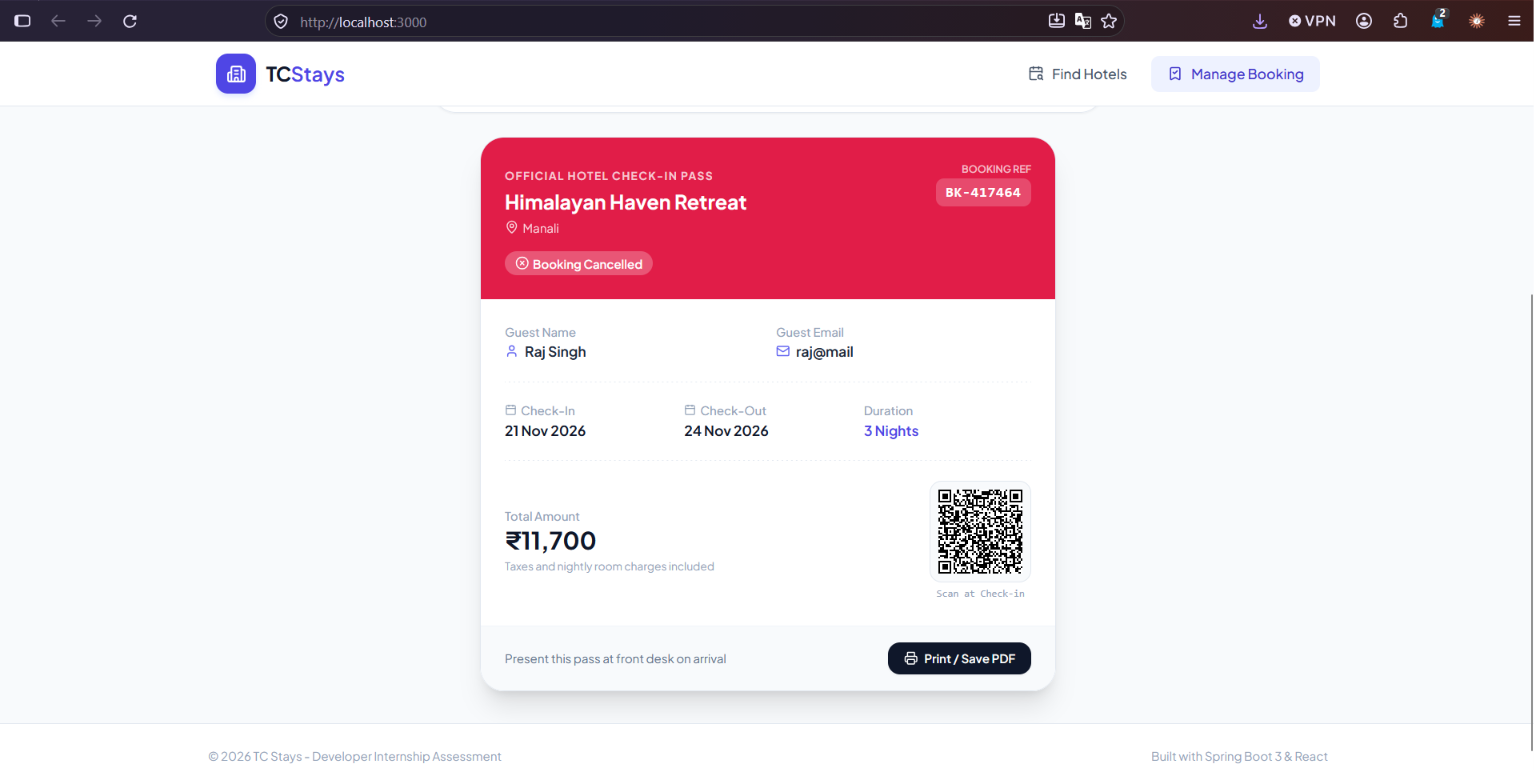 http://localhost:3000
VPN
2
TCStays
Find Hotels
Manage Booking
OFFICIAL HOTEL CHECK-IN PASS
BOOKING REF
Himalayan Haven Retreat
BK-417464
Manali
Booking Cancelled
Guest Name
Guest Email
Raj Singh
raj@mail
Check-In
Check-Out
Duration
21 Nov 2026
24 Nov 2026
3 Nights
Total Amount
₹11,700
Taxes and nightly room charges included
Scan at Check-in
Present this pass at front desk on arrival
Print / Save PDF
© 2026 TC Stays - Developer Internship Assessment
Built with Spring Boot 3 & React